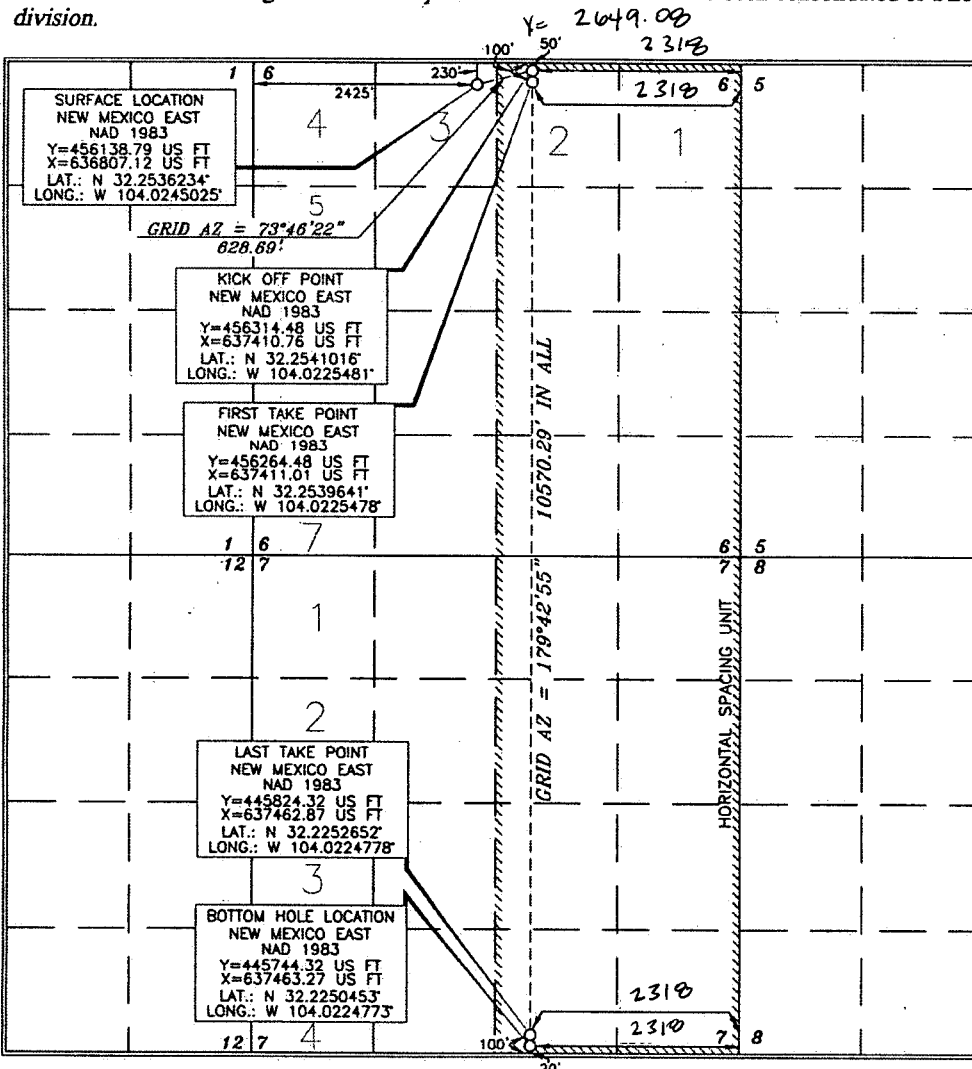 division.
Y= 2649.08
100' 50' 2318
1 6 230' 6 5
2425' 2318
4 3 2 1
SURFACE LOCATION
NEW MEXICO EAST
NAD 1983
Y=456138.79 US FT
X=636807.12 US FT
LAT.: N 32.2536234°
LONG.: W 104.0245025°
5
GRID AZ = 73°46'22"
628.69'
KICK OFF POINT
NEW MEXICO EAST
NAD 1983
Y=456314.48 US FT
X=637410.76 US FT
LAT.: N 32.2541016°
LONG.: W 104.0225481°
FIRST TAKE POINT
NEW MEXICO EAST
NAD 1983
Y=456264.48 US FT
X=637411.01 US FT
LAT.: N 32.2539641°
LONG.: W 104.0225478°
GRID AZ = 179°42'55" 10570.29' IN ALL
7
1 6 6 5
12 7 7 8
1
HORIZONTAL SPACING UNIT
2
LAST TAKE POINT
NEW MEXICO EAST
NAD 1983
Y=445824.32 US FT
X=637462.87 US FT
LAT.: N 32.2252652°
LONG.: W 104.0224778°
3
BOTTOM HOLE LOCATION
NEW MEXICO EAST
NAD 1983
Y=445744.32 US FT
X=637463.27 US FT
LAT.: N 32.2250453°
LONG.: W 104.0224773°
4
2318
2318
12 7 100' 7 8